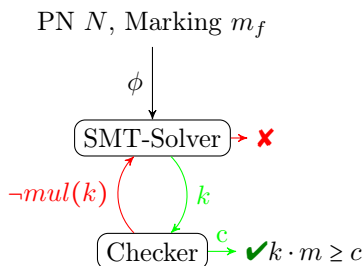 PN N, Marking m_f
ϕ
SMT-Solver ✘
¬mul(k) k
c
Checker ✔k · m ≥ c